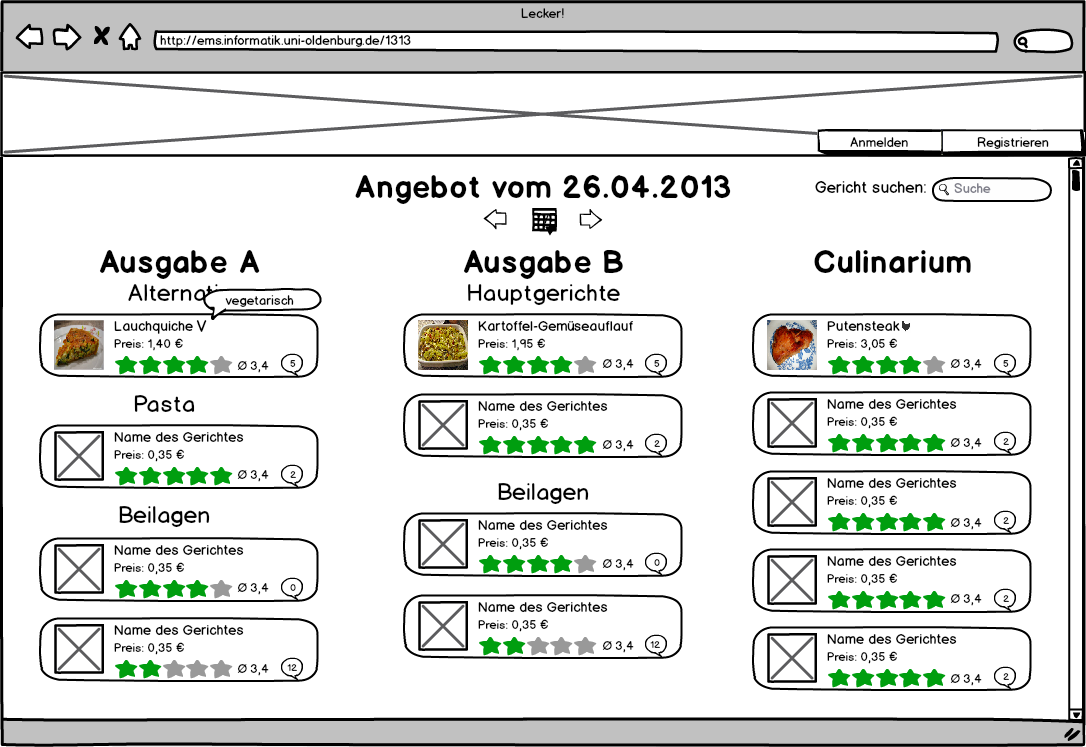 Lecker!
http://ems.informatik.uni-oldenburg.de/1313
Anmelden
Registrieren
Angebot vom 26.04.2013
Gericht suchen:
Suche
Ausgabe A
Alternati
vegetarisch
Lauchquiche V
Preis: 1,40 €
Ø 3,4
5
Pasta
Name des Gerichtes
Preis: 0,35 €
Ø 3,4
2
Beilagen
Name des Gerichtes
Preis: 0,35 €
Ø 3,4
0
Name des Gerichtes
Preis: 0,35 €
Ø 3,4
12
Ausgabe B
Hauptgerichte
Kartoffel-Gemüseauflauf
Preis: 1,95 €
Ø 3,4
5
Name des Gerichtes
Preis: 0,35 €
Ø 3,4
2
Beilagen
Name des Gerichtes
Preis: 0,35 €
Ø 3,4
0
Name des Gerichtes
Preis: 0,35 €
Ø 3,4
12
Culinarium
Putensteak
Preis: 3,05 €
Ø 3,4
5
Name des Gerichtes
Preis: 0,35 €
Ø 3,4
2
Name des Gerichtes
Preis: 0,35 €
Ø 3,4
2
Name des Gerichtes
Preis: 0,35 €
Ø 3,4
2
Name des Gerichtes
Preis: 0,35 €
Ø 3,4
2